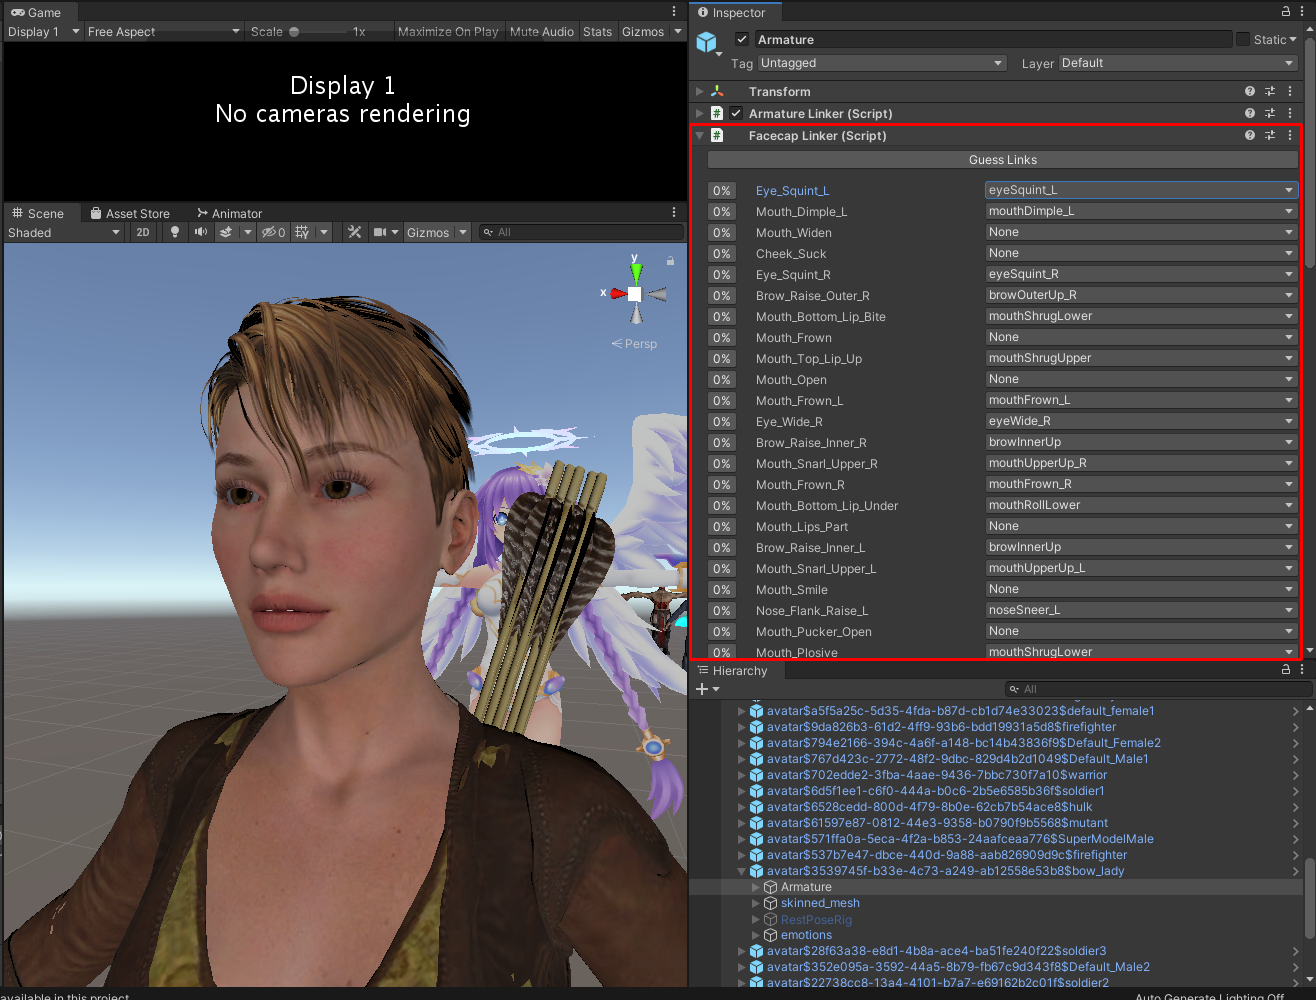 Game
Display 1 Free Aspect Scale 1x Maximize On Play Mute Audio Stats Gizmos
Display 1
No cameras rendering
Scene Asset Store Animator
Shaded 2D 0 Gizmos All
y
x
Persp
Inspector
Armature Static
Tag Untagged Layer Default
Transform
# Armature Linker (Script)
# Facecap Linker (Script)
Guess Links
0% Eye_Squint_L eyeSquint_L
0% Mouth_Dimple_L mouthDimple_L
0% Mouth_Widen None
0% Cheek_Suck None
0% Eye_Squint_R eyeSquint_R
0% Brow_Raise_Outer_R browOuterUp_R
0% Mouth_Bottom_Lip_Bite mouthShrugLower
0% Mouth_Frown None
0% Mouth_Top_Lip_Up mouthShrugUpper
0% Mouth_Open None
0% Mouth_Frown_L mouthFrown_L
0% Eye_Wide_R eyeWide_R
0% Brow_Raise_Inner_R browInnerUp
0% Mouth_Snarl_Upper_R mouthUpperUp_R
0% Mouth_Frown_R mouthFrown_R
0% Mouth_Bottom_Lip_Under mouthRollLower
0% Mouth_Lips_Part None
0% Brow_Raise_Inner_L browInnerUp
0% Mouth_Snarl_Upper_L mouthUpperUp_L
0% Mouth_Smile None
0% Nose_Flank_Raise_L noseSneer_L
0% Mouth_Pucker_Open None
0% Mouth_Plosive mouthShrugLower
Hierarchy
All
avatar$a5f5a25c-5d35-4fda-b87d-cb1d74e33023$default_female1
avatar$9da826b3-61d2-4ff9-93b6-bdd19931a5d8$firefighter
avatar$794e2166-394c-4a6f-a148-bc14b43836f9$Default_Female2
avatar$767d423c-2772-48f2-9dbc-829d4b2d1049$Default_Male1
avatar$702edde2-3fba-4aae-9436-7bbc730f7a10$warrior
avatar$6d5f1ee1-c6f0-444a-b0c6-2b5e6585b36f$soldier1
avatar$6528cedd-800d-4f79-8b0e-62cb7b54ace8$hulk
avatar$61597e87-0812-44e3-9358-b0790f9b5568$mutant
avatar$571ffa0a-5eca-4f2a-b853-24aafceaa776$SuperModelMale
avatar$537b7e47-dbce-440d-9a88-aab826909d9c$firefighter
avatar$3539745f-b33e-4c73-a249-ab12558e53b8$bow_lady
Armature
skinned_mesh
RestPoseRig
emotions
avatar$28f63a38-e8d1-4b8a-ace4-ba51fe240f22$soldier3
avatar$352e095a-3592-44a5-8b79-fb67c9d343f8$Default_Male2
avatar$22738cc8-13a4-4101-b7a7-e69162b2c01f$soldier2
available in this project
Auto Generate Lighting Off